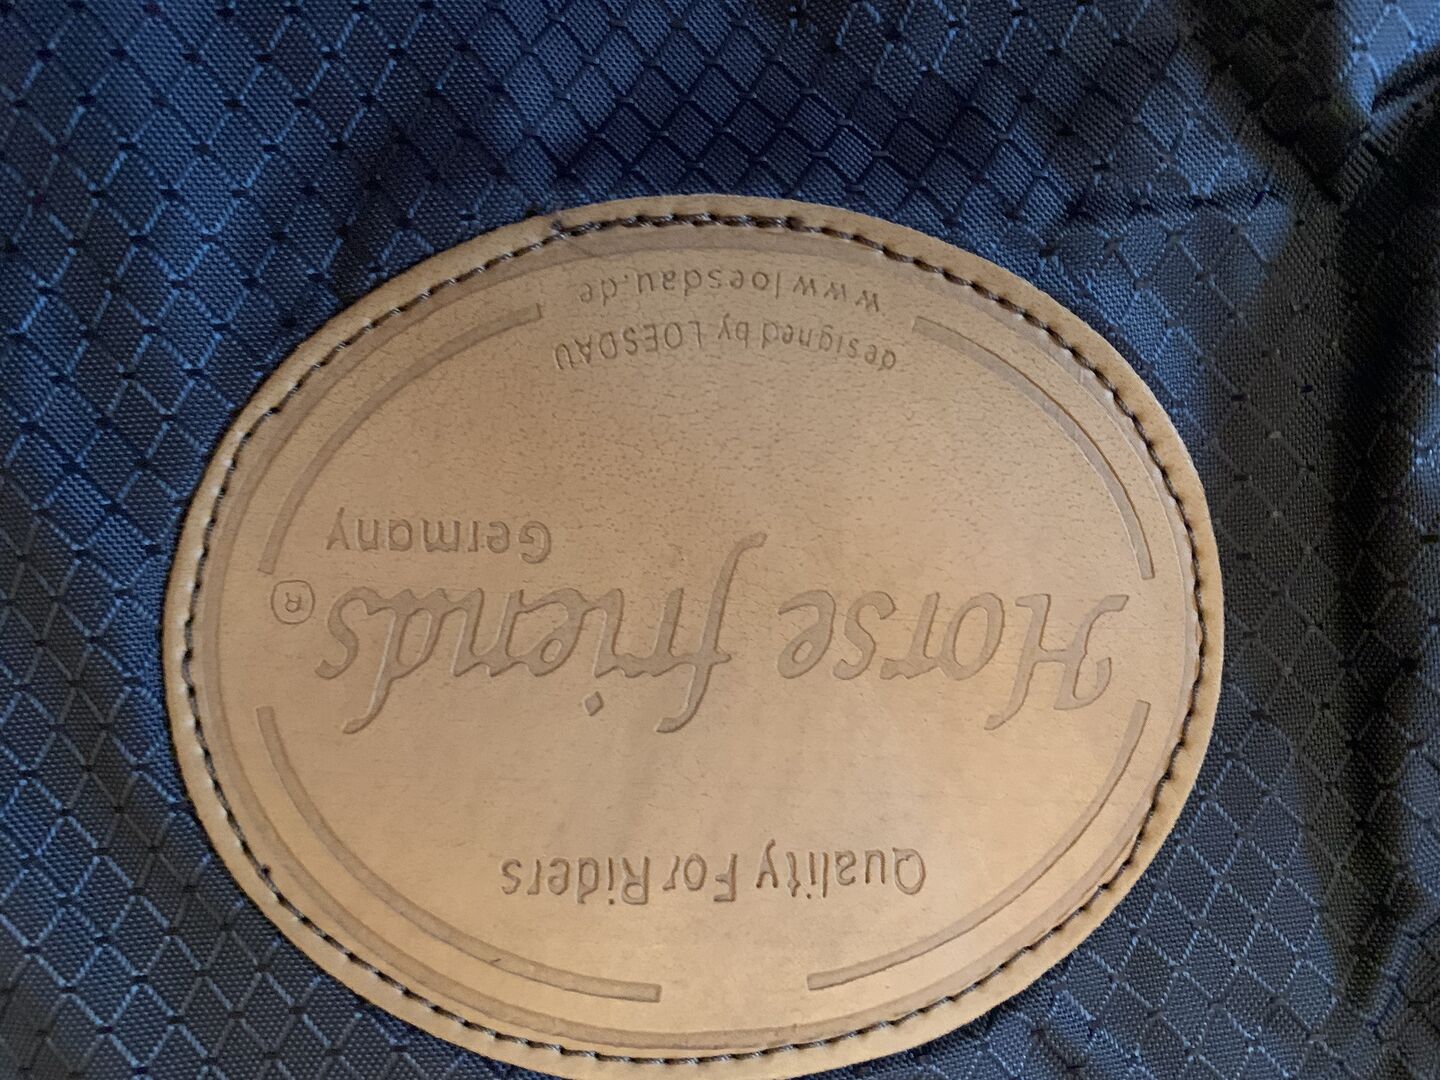 Quality For Riders
Horse friends®
Germany
designed by LOESDAU
www.loesdau.de